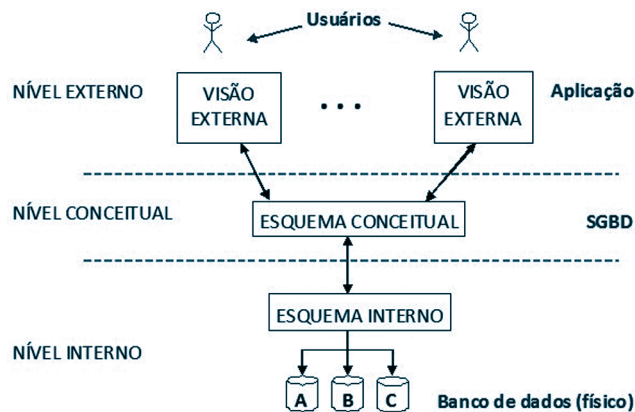 Usuários
NÍVEL EXTERNO
VISÃO
EXTERNA
...
VISÃO
EXTERNA
Aplicação
NÍVEL CONCEITUAL
ESQUEMA CONCEITUAL
SGBD
ESQUEMA INTERNO
NÍVEL INTERNO
A
B
C
Banco de dados (físico)